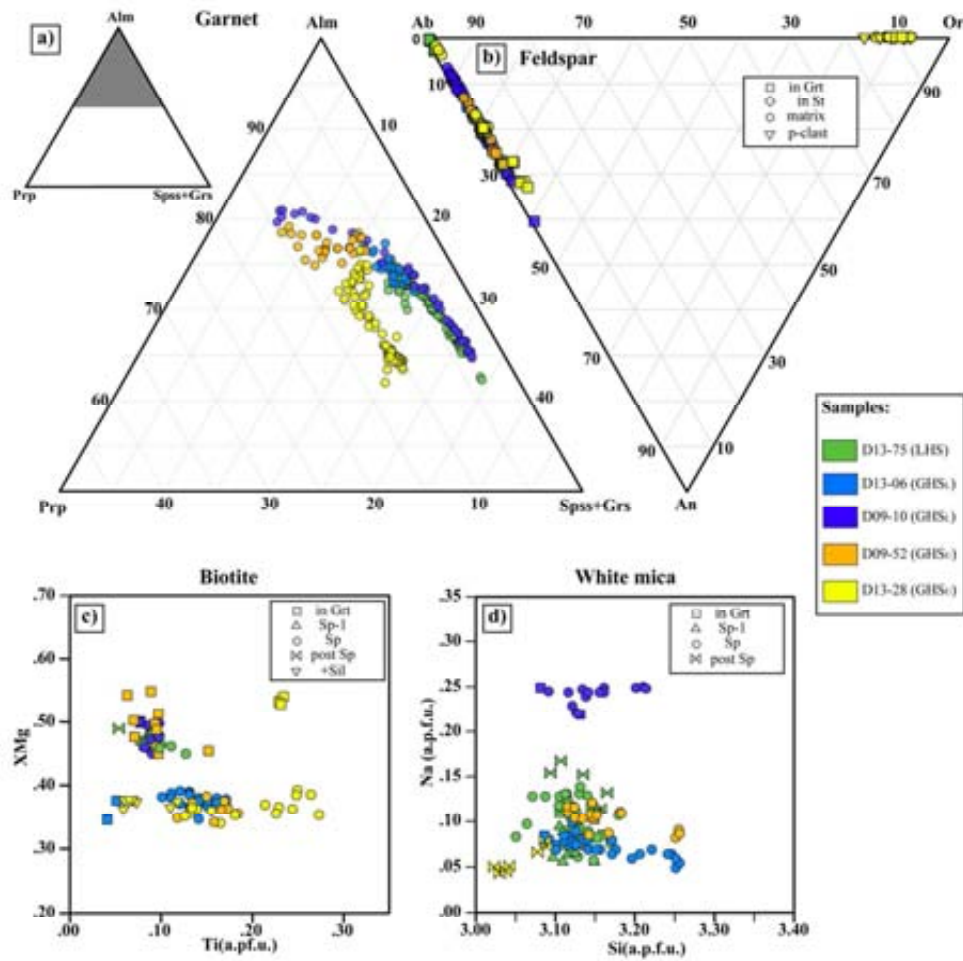 a)
Alm
Garnet
Prp
Spss+Grs
Alm
90
10
80
20
70
30
60
40
Prp
40
30
20
10
Spss+Grs
Ab
90
70
50
30
10
Or
0
b)
Feldspar
in Grt
in St
matrix
p-clast
10
90
30
70
50
50
70
30
90
10
An
Samples:
D13-75 (LHS)
D13-06 (GHSL)
D09-10 (GHSL)
D09-52
D13-28
Biotite
c)
in Grt
Sp-1
Sp
post Sp
+Sil
XMg
.70
.60
.50
.40
.30
.20
.00
.10
.20
.30
Ti(a.pf.u.)
White mica
d)
in Grt
Sp-1
Sp
post Sp
Na (a.p.f.u.)
.35
.30
.25
.20
.15
.10
.05
.00
3.00
3.10
3.20
3.30
3.40
Si(a.p.f.u.)